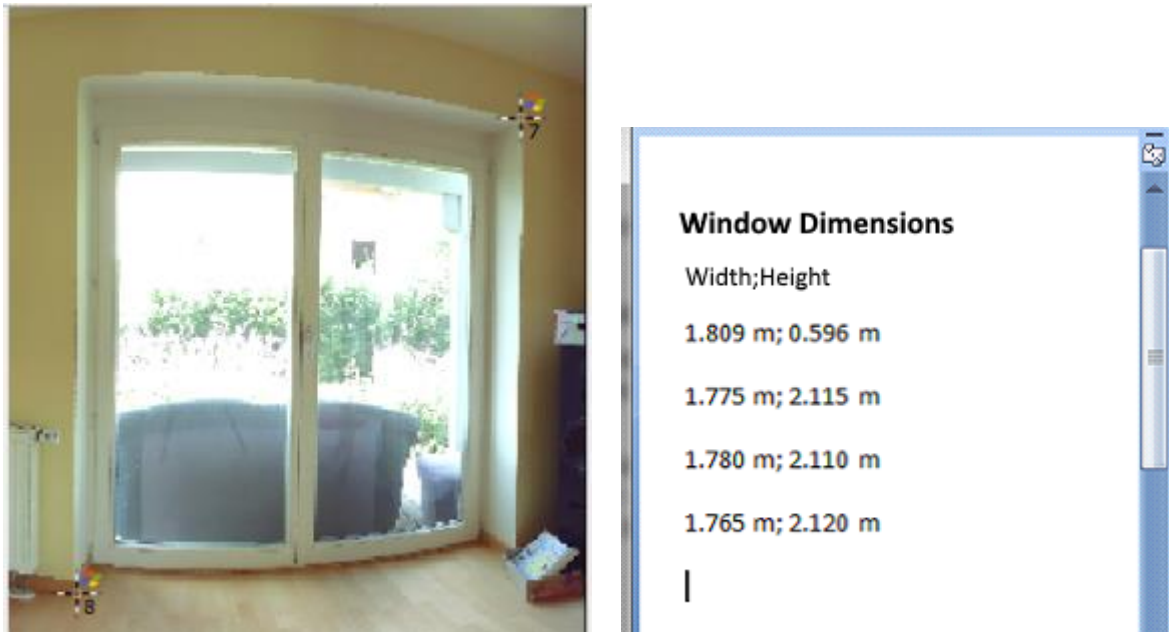 7
8
Window Dimensions
Width;Height
1.809 m; 0.596 m
1.775 m; 2.115 m
1.780 m; 2.110 m
1.765 m; 2.120 m